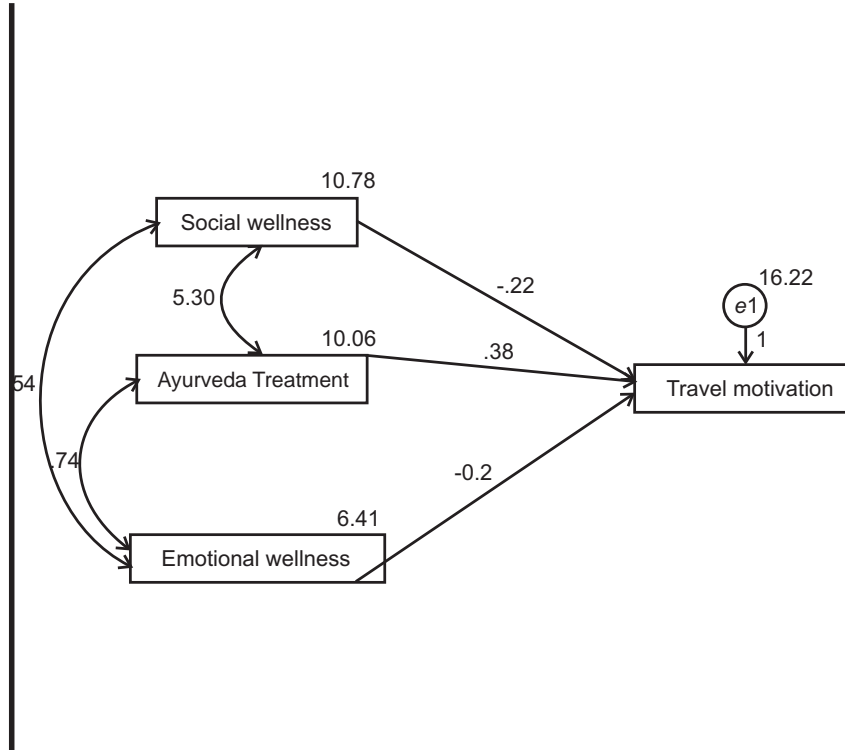 10.78
Social wellness
-.22
16.22
e1
5.30
1
10.06
.38
Ayurveda Treatment
Travel motivation
54
.74
-0.2
6.41
Emotional wellness